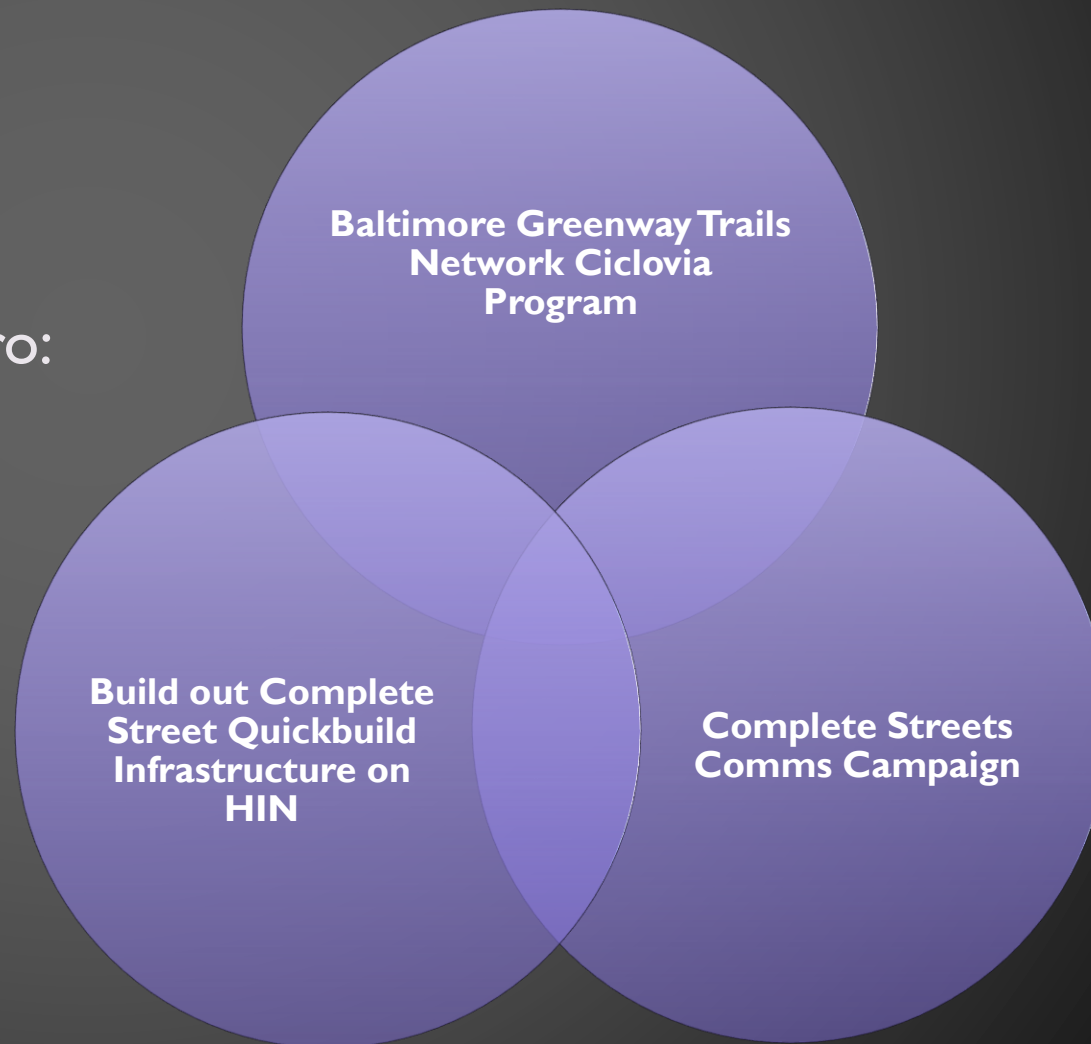 Baltimore Greenway Trails
Network Ciclovia
Program
ro:
Build out Complete
Street Quickbuild
Infrastructure on
HIN
Complete Streets
Comms Campaign